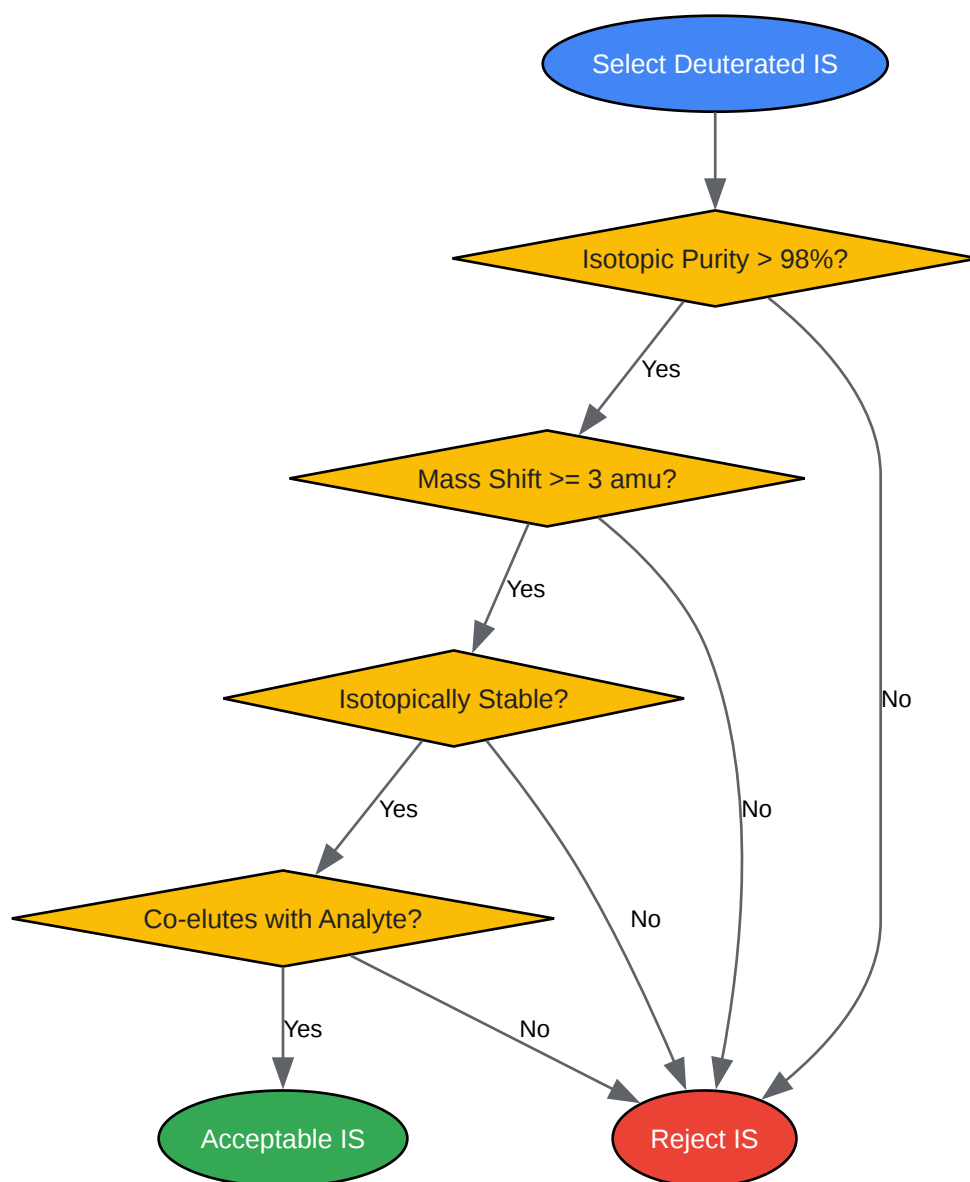 Select Deuterated IS
Isotopic Purity > 98%?
Yes
Mass Shift >= 3 amu?
Yes
Isotopically Stable?
No
Yes
No
Co-elutes with Analyte?
No
Yes
No
Acceptable IS
Reject IS